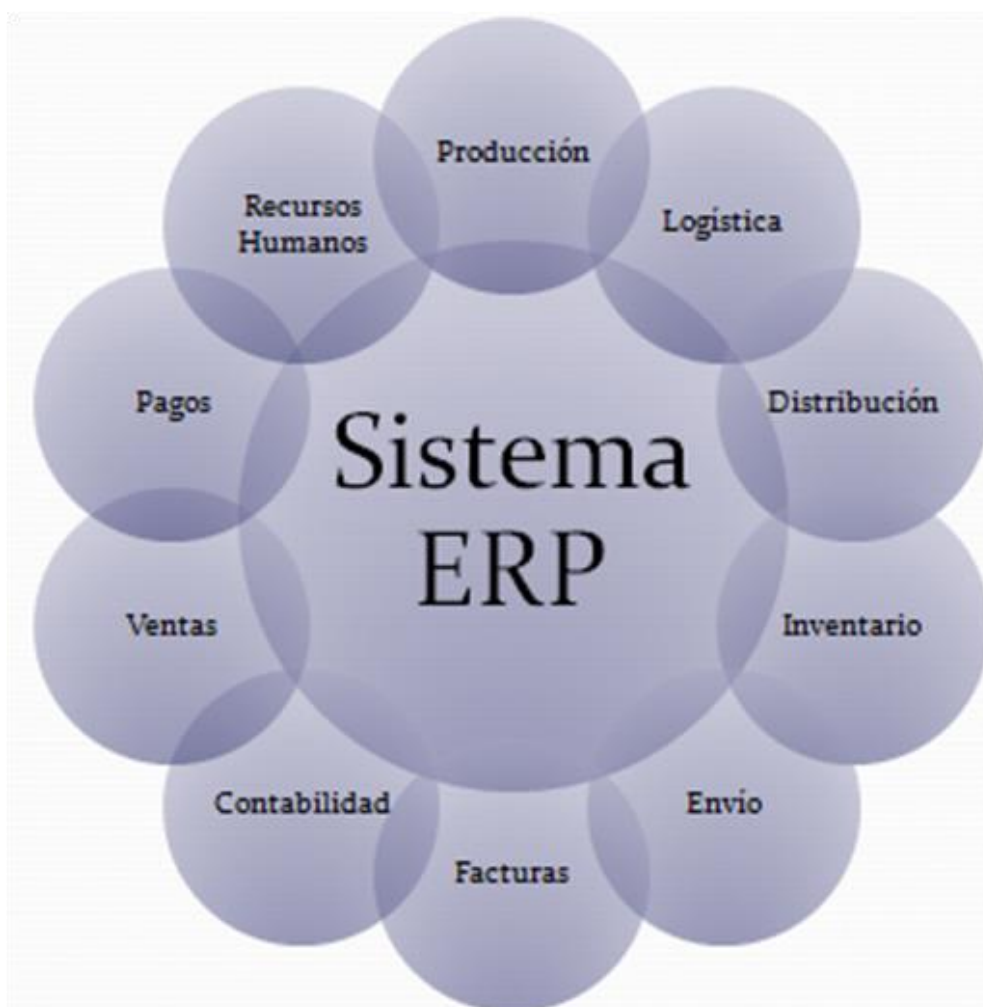 Producción
Recursos
Humanos
Logística
Pagos
Distribución
Sistema
ERP
Ventas
Inventario
Contabilidad
Envío
Facturas